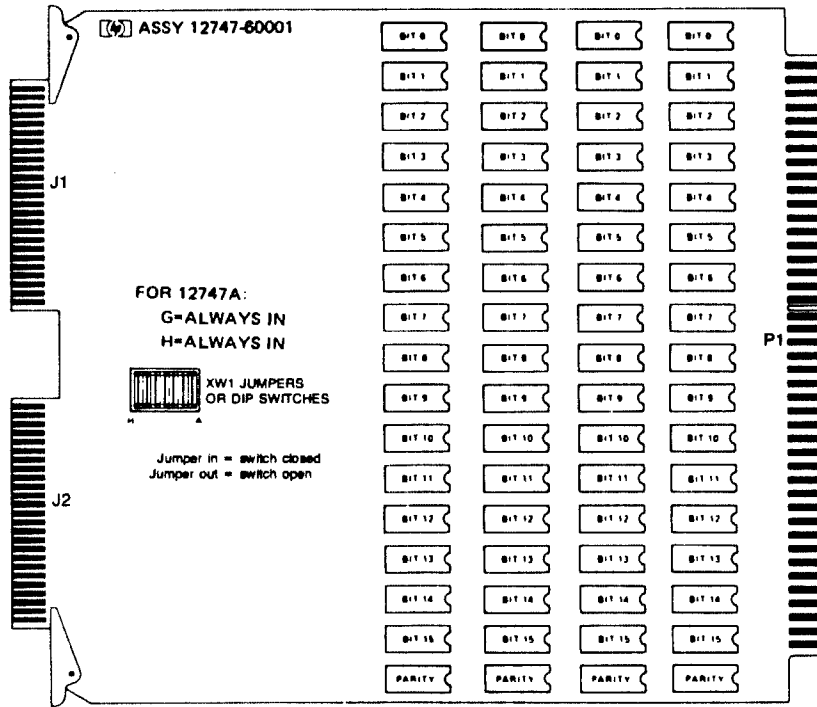 hp ASSY 12747-60001
BIT 0 BIT 0 BIT 0 BIT 0
BIT 1 BIT 1 BIT 1 BIT 1
BIT 2 BIT 2 BIT 2 BIT 2
BIT 3 BIT 3 BIT 3 BIT 3
J1
BIT 4 BIT 4 BIT 4 BIT 4
BIT 5 BIT 5 BIT 5 BIT 5
BIT 6 BIT 6 BIT 6 BIT 6
FOR 12747A:
G=ALWAYS IN
BIT 7 BIT 7 BIT 7 BIT 7
H=ALWAYS IN
P1
BIT 8 BIT 8 BIT 8 BIT 8
XW1 JUMPERS
OR DIP SWITCHES
BIT 9 BIT 9 BIT 9 BIT 9
H A
BIT 10 BIT 10 BIT 10 BIT 10
Jumper in = switch closed
Jumper out = switch open
BIT 11 BIT 11 BIT 11 BIT 11
J2
BIT 12 BIT 12 BIT 12 BIT 12
BIT 13 BIT 13 BIT 13 BIT 13
BIT 14 BIT 14 BIT 14 BIT 14
BIT 15 BIT 15 BIT 15 BIT 15
PARITY PARITY PARITY PARITY